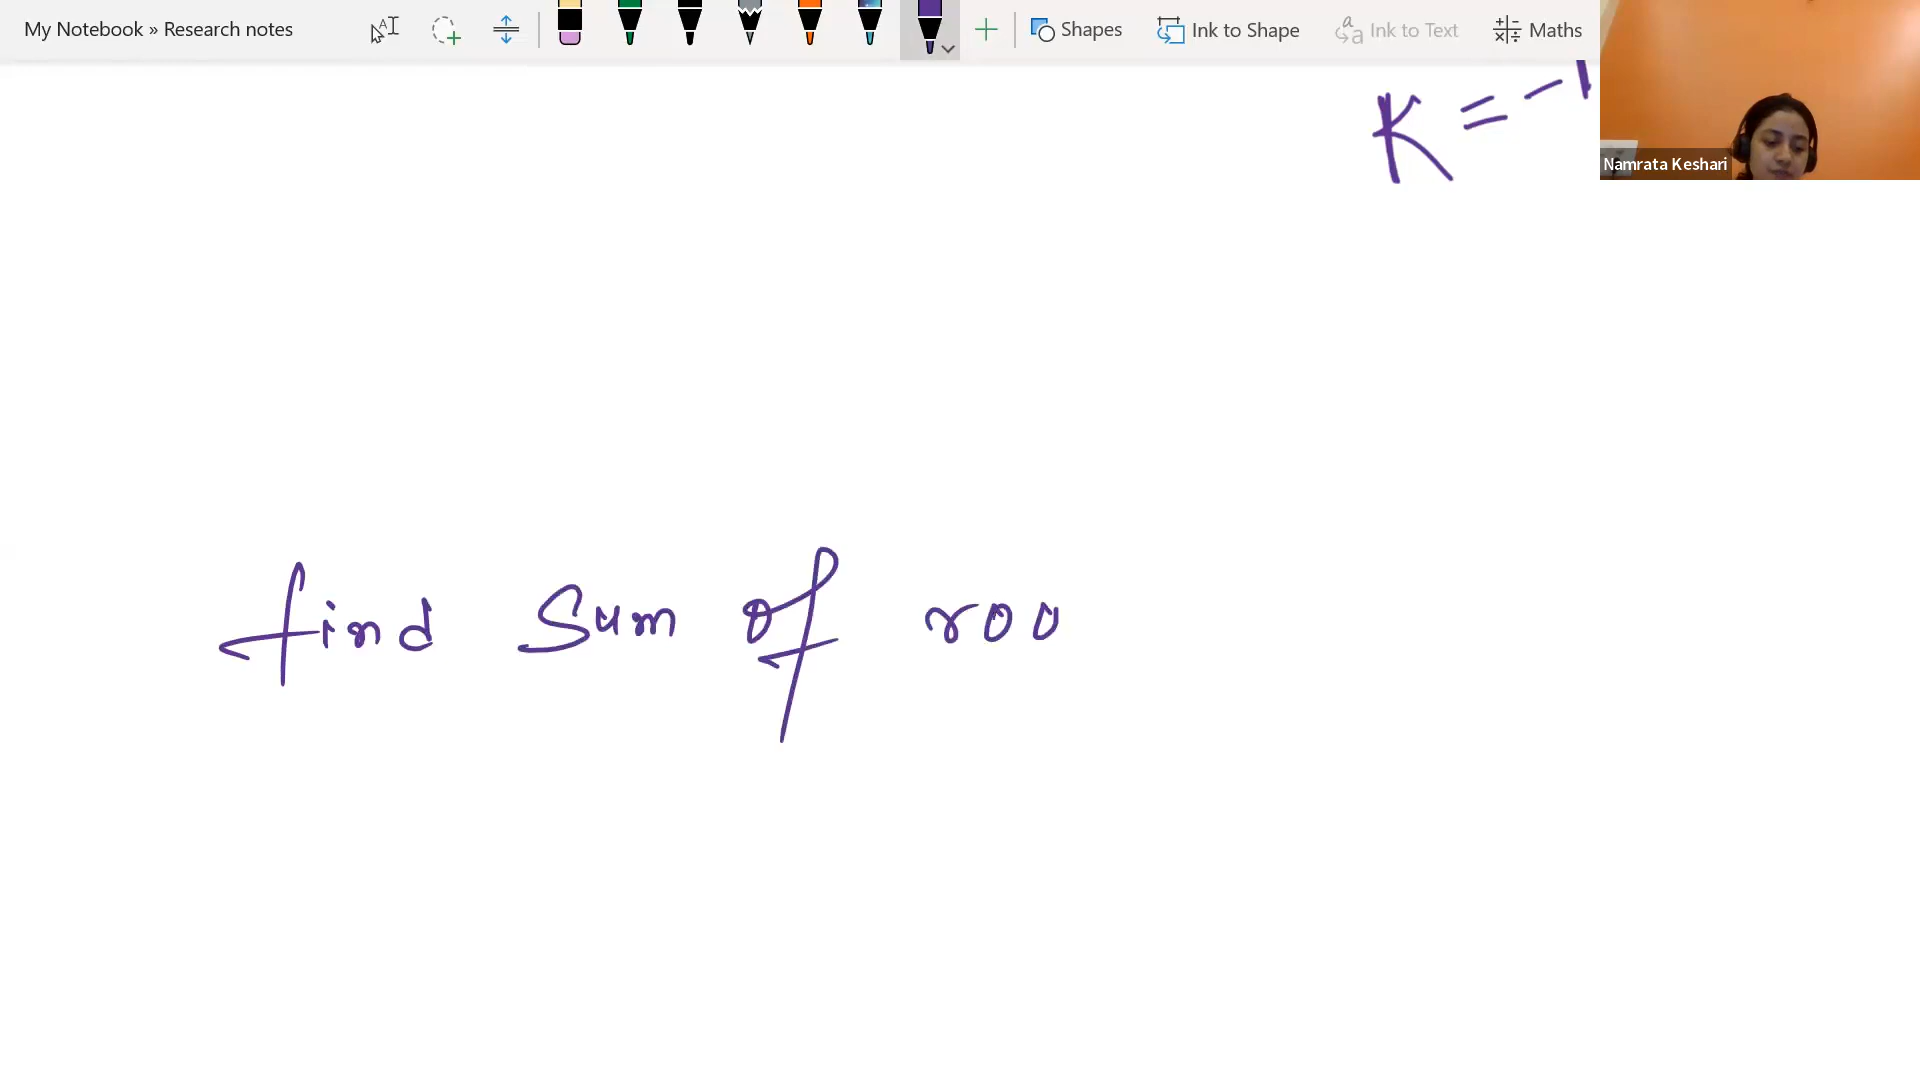 My Notebook » Research notes Shapes Ink to Shape Ink to Text Maths
K = -1
Namrata Keshari
find Sum of roo